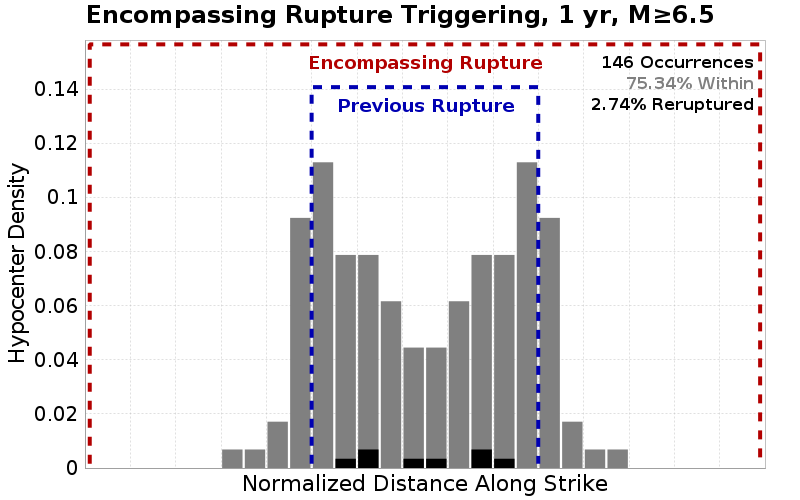 Encompassing Rupture Triggering, 1 yr, M≥6.5
Encompassing Rupture
146 Occurrences
75.34% Within
Previous Rupture
2.74% Reruptured
Hypocenter Density
0.14
0.12
0.1
0.08
0.06
0.04
0.02
0
Normalized Distance Along Strike